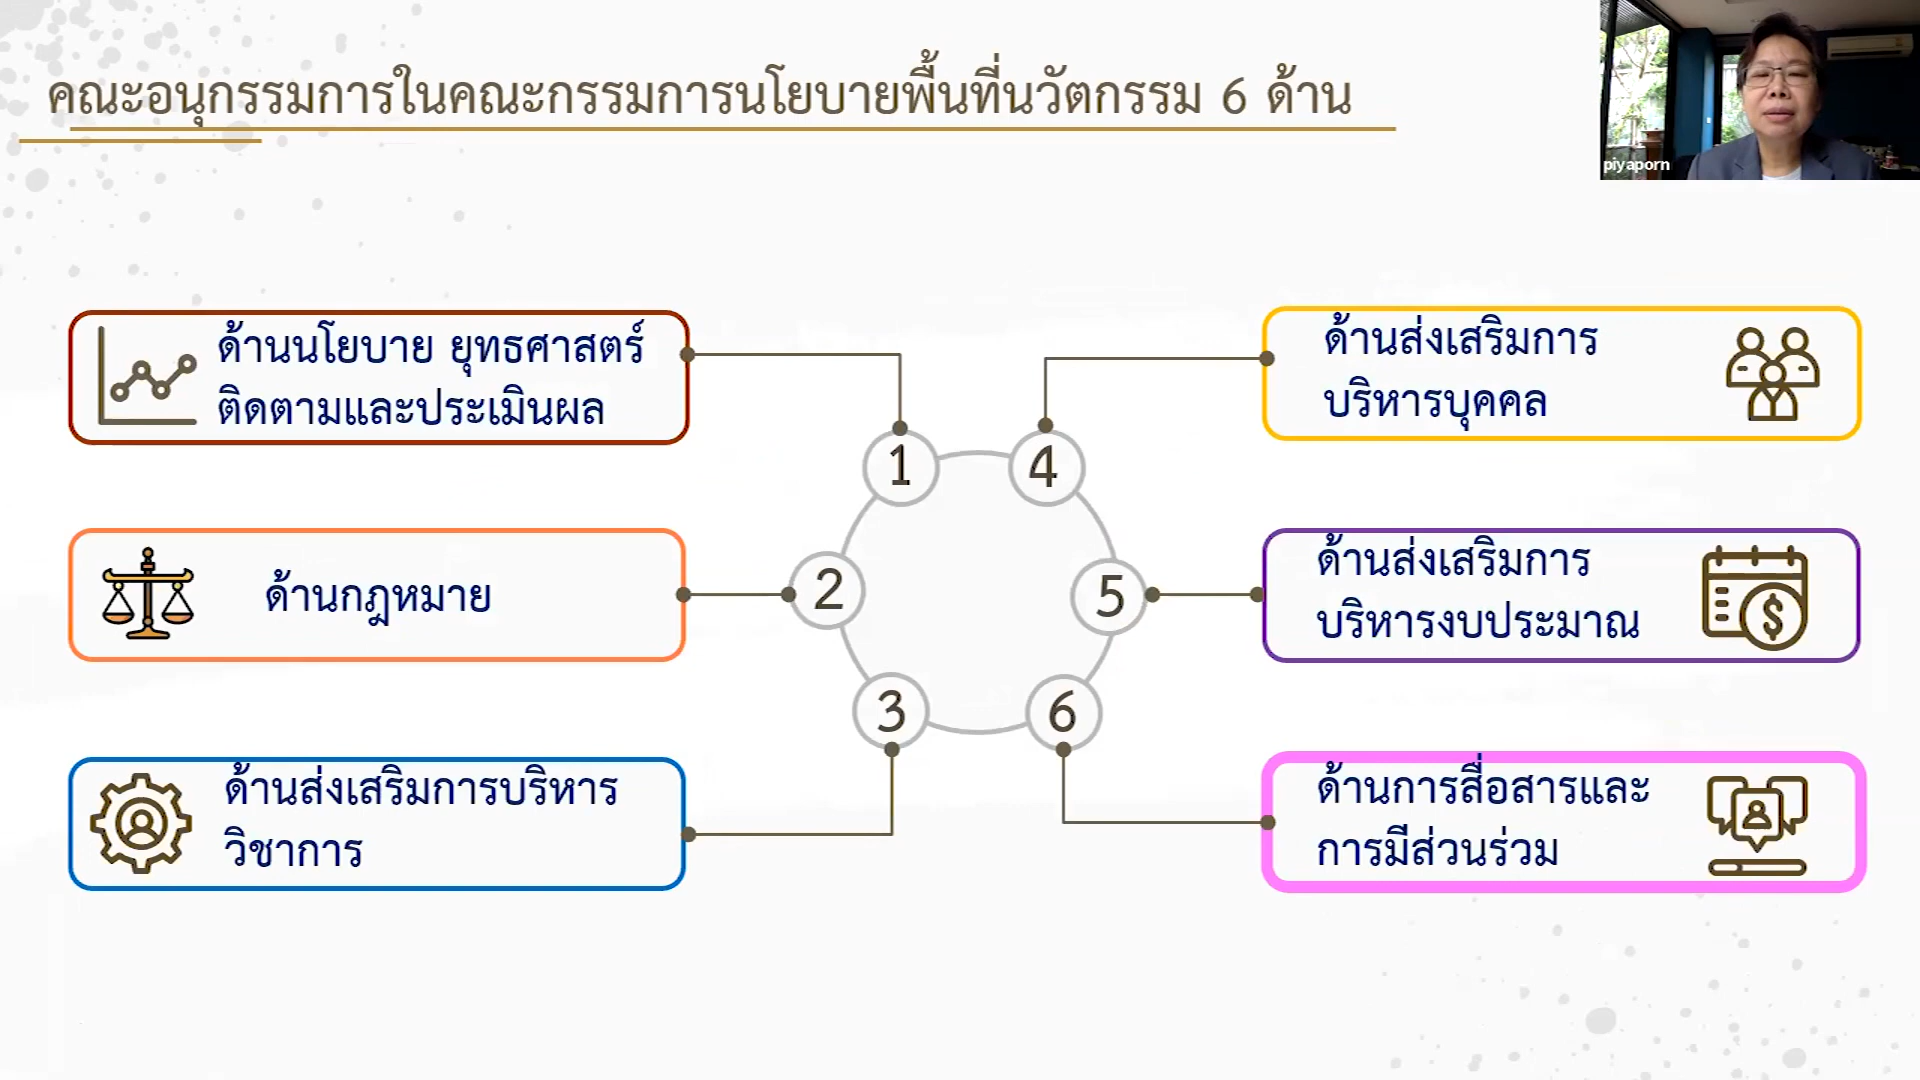 คณะอนุกรรมการในคณะกรรมการนโยบายพื้นที่นวัตกรรม 6 ด้าน
piyaporn
ด้านนโยบาย ยุทธศาสตร์
ติดตามและประเมินผล
1
ด้านกฎหมาย
2
ด้านส่งเสริมการบริหาร
วิชาการ
3
4
ด้านส่งเสริมการ
บริหารบุคคล
5
ด้านส่งเสริมการ
บริหารงบประมาณ
$
6
ด้านการสื่อสารและ
การมีส่วนร่วม